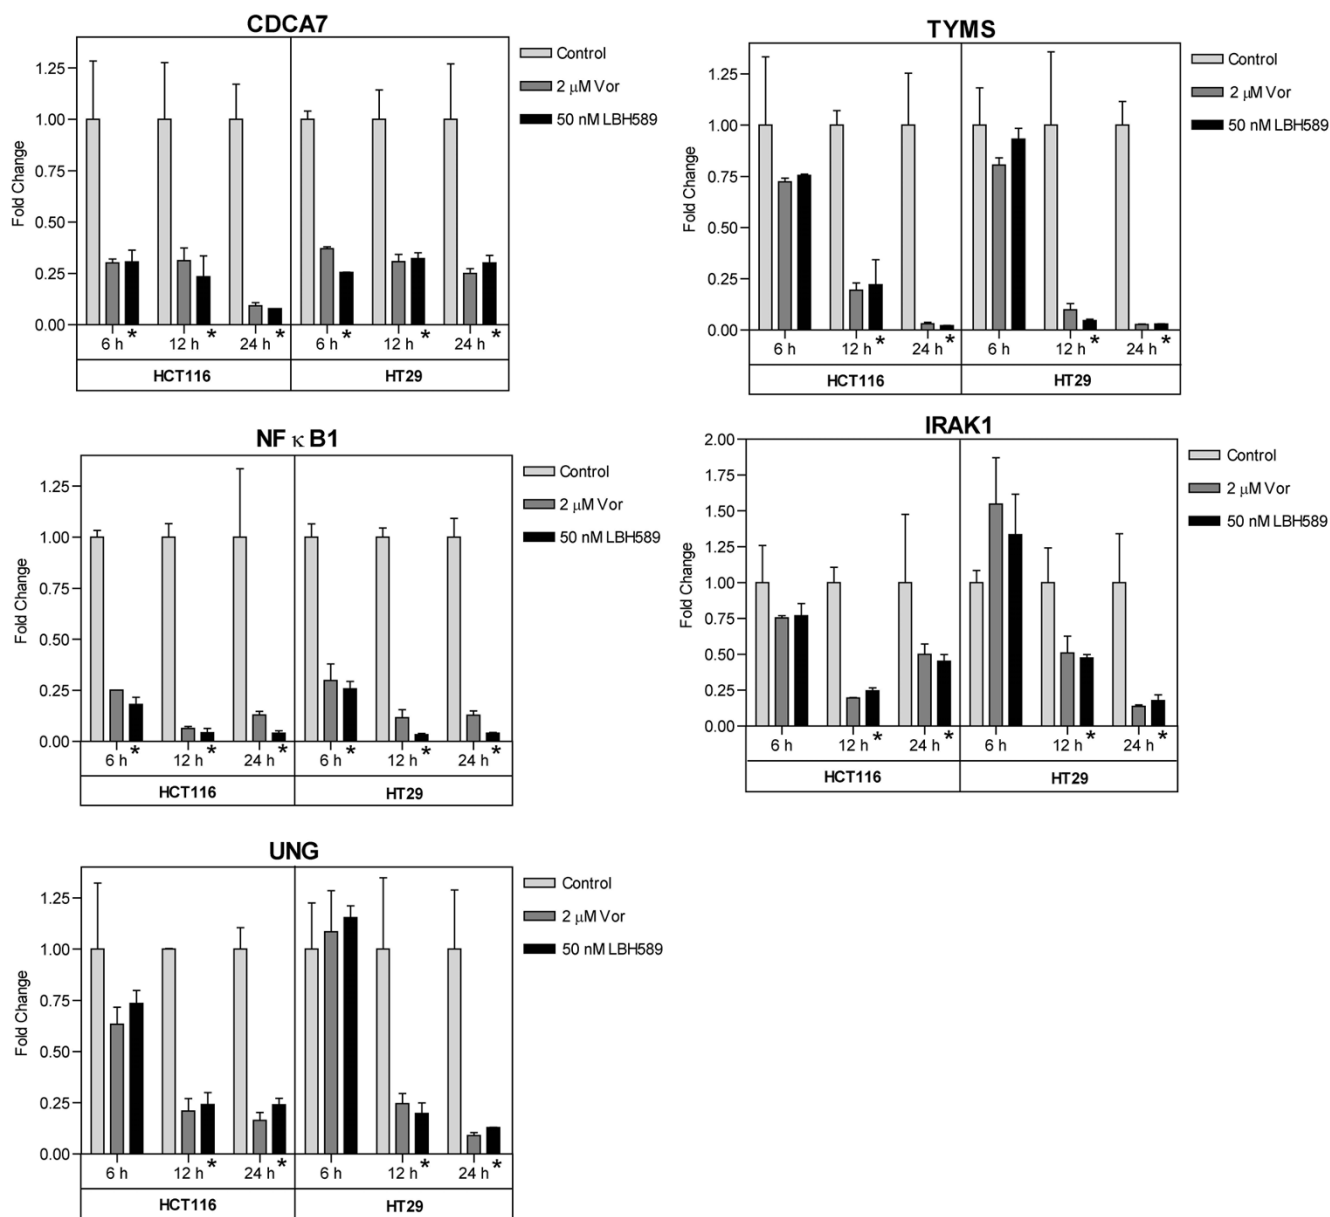 CDCA7
Fold Change
1.25
1.00
0.75
0.50
0.25
0.00
6 h * 12 h * 24 h * 6 h * 12 h * 24 h *
HCT116 HT29
Control
2 μM Vor
50 nM LBH589
TYMS
Fold Change
1.25
1.00
0.75
0.50
0.25
0.00
6 h 12 h * 24 h * 6 h 12 h * 24 h *
HCT116 HT29
Control
2 μM Vor
50 nM LBH589
NF κ B1
Fold Change
1.25
1.00
0.75
0.50
0.25
0.00
6 h * 12 h * 24 h * 6 h * 12 h * 24 h *
HCT116 HT29
Control
2 μM Vor
50 nM LBH589
IRAK1
Fold Change
2.00
1.75
1.50
1.25
1.00
0.75
0.50
0.25
0.00
6 h 12 h * 24 h * 6 h 12 h * 24 h *
HCT116 HT29
Control
2 μM Vor
50 nM LBH589
UNG
Fold Change
1.25
1.00
0.75
0.50
0.25
0.00
6 h 12 h * 24 h * 6 h 12 h * 24 h *
HCT116 HT29
Control
2 μM Vor
50 nM LBH589